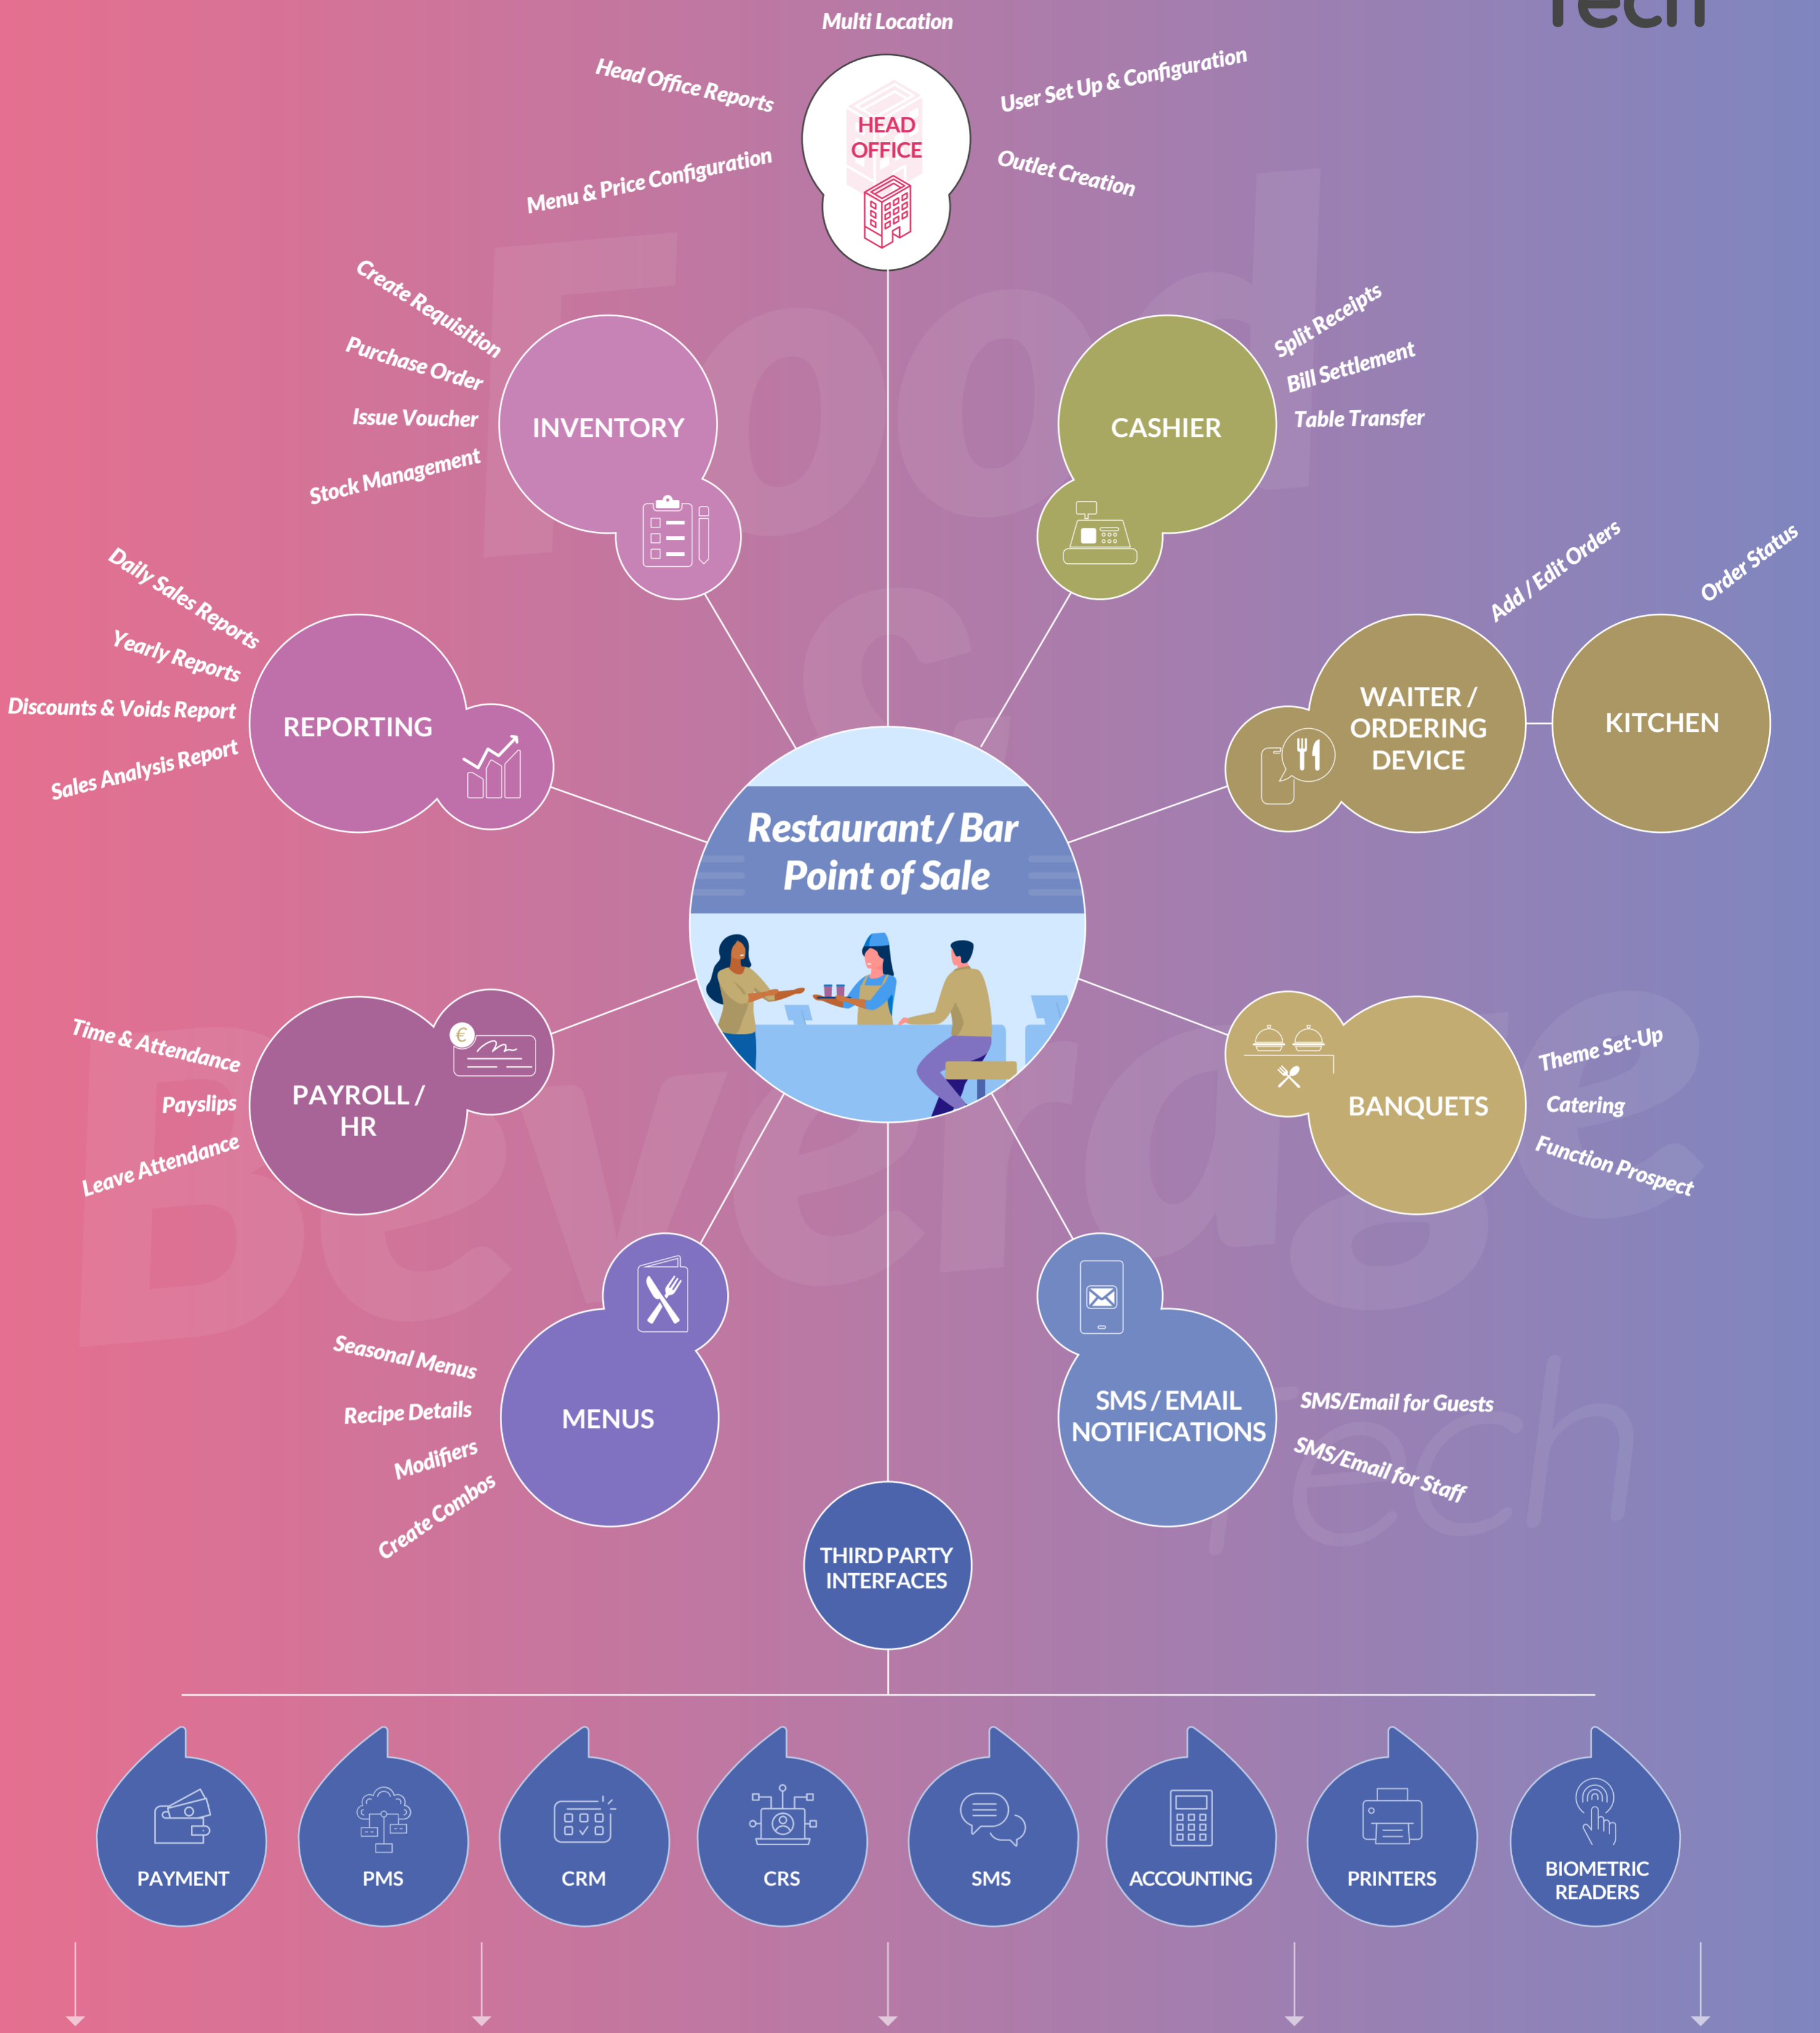 Tech
Multi Location
Head Office Reports
User Set Up & Configuration
HEAD
OFFICE
Menu & Price Configuration
Outlet Creation
Food
&
Beverage
Tech
Create Requisition
Purchase Order
Issue Voucher
Stock Management
INVENTORY
Split Receipts
Bill Settlement
Table Transfer
CASHIER
Daily Sales Reports
Yearly Reports
Discounts & Voids Report
Sales Analysis Report
REPORTING
Add / Edit Orders
WAITER /
ORDERING
DEVICE
Order Status
KITCHEN
Restaurant / Bar
Point of Sale
Time & Attendance
Payslips
Leave Attendance
€
PAYROLL /
HR
BANQUETS
Theme Set-Up
Catering
Function Prospect
Seasonal Menus
Recipe Details
Modifiers
Create Combos
MENUS
SMS / EMAIL
NOTIFICATIONS
SMS/Email for Guests
SMS/Email for Staff
THIRD PARTY
INTERFACES
PAYMENT
PMS
CRM
CRS
SMS
ACCOUNTING
PRINTERS
BIOMETRIC
READERS